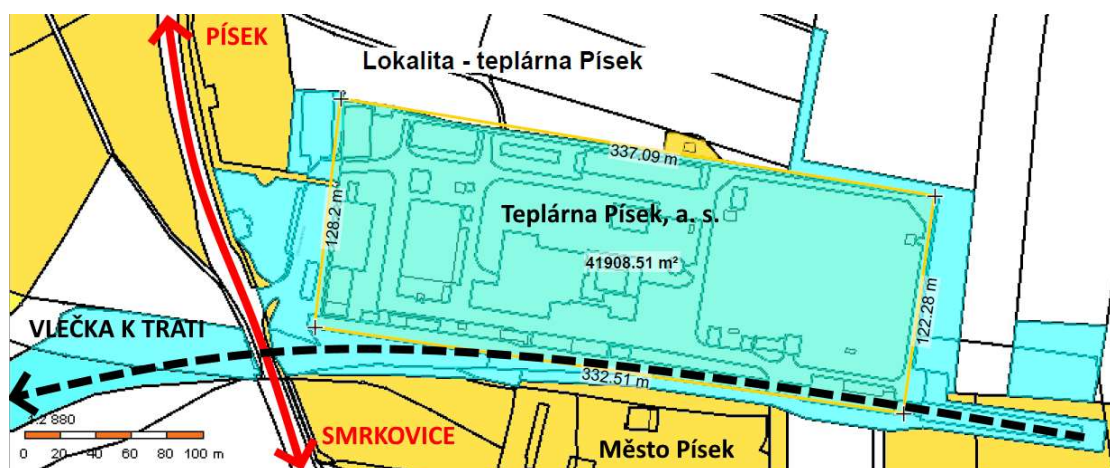 PÍSEK
Lokalita - teplárna Písek
337.09 m
128.2 m
Teplárna Písek, a. s.
41908.51 m²
122.28 m
VLEČKA K TRATI
332.51 m
1:2 880
0 20 40 60 80 100 m
SMRKOVICE
Město Písek